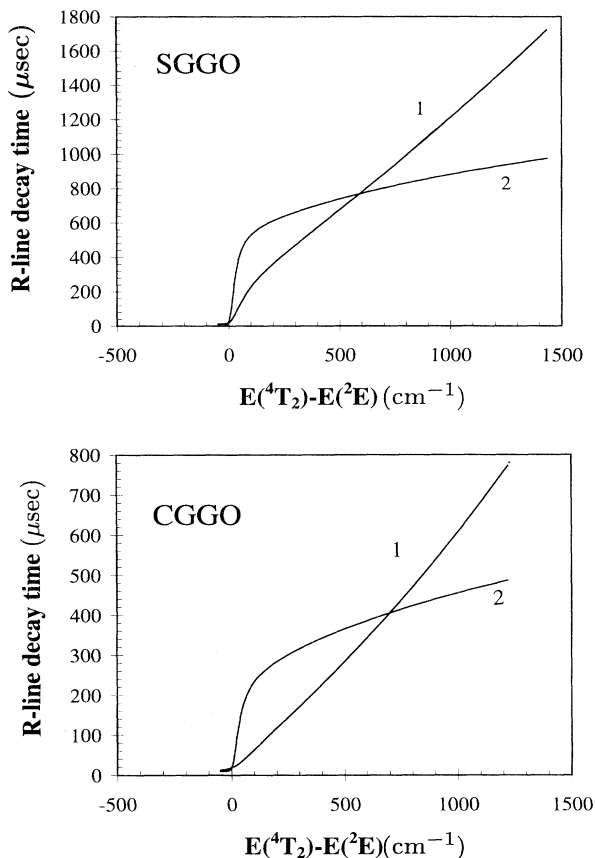 1800
1600
1400
1200
1000
800
600
400
200
0
R-line decay time (μsec)
SGGO
1
2
-500 0 500 1000 1500
E(⁴T₂)-E(²E) (cm⁻¹)
800
700
600
500
400
300
200
100
0
R-line decay time (μsec)
CGGO
1
2
-500 0 500 1000 1500
E(⁴T₂)-E(²E)(cm⁻¹)